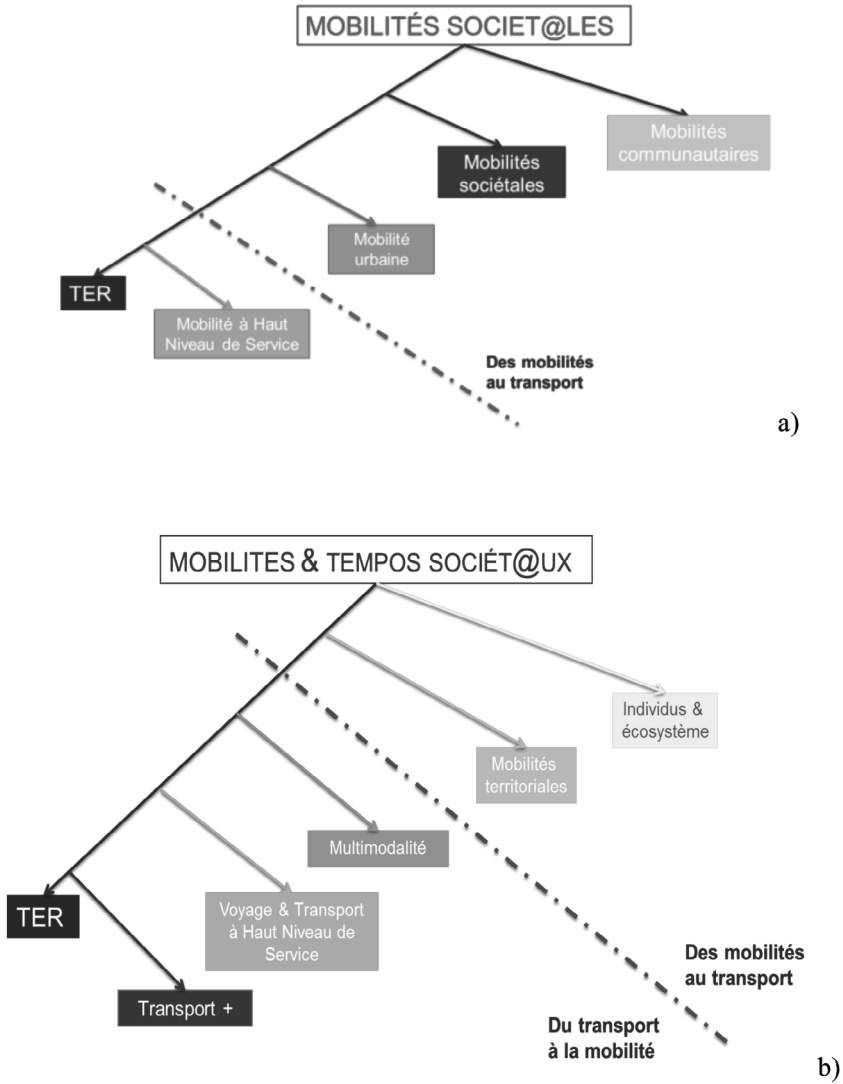 MOBILITÉS SOCIET@LES
Mobilités
communautaires
Mobilités
sociétales
Mobilité
urbaine
TER
Mobilité à Haut
Niveau de Service
Des mobilités
au transport
a)
MOBILITES & TEMPOS SOCIÉT@UX
Individus &
écosystème
Mobilités
territoriales
Multimodalité
TER
Voyage & Transport
à Haut Niveau de
Service
Transport +
Des mobilités
au transport
Du transport
à la mobilité
b)